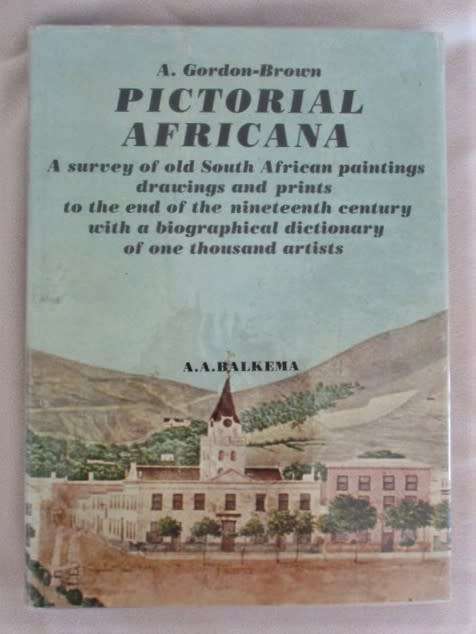 A. Gordon-Brown
PICTORIAL
AFRICANA
A survey of old South African paintings
drawings and prints
to the end of the nineteenth century
with a biographical dictionary
of one thousand artists
A.A.BALKEMA